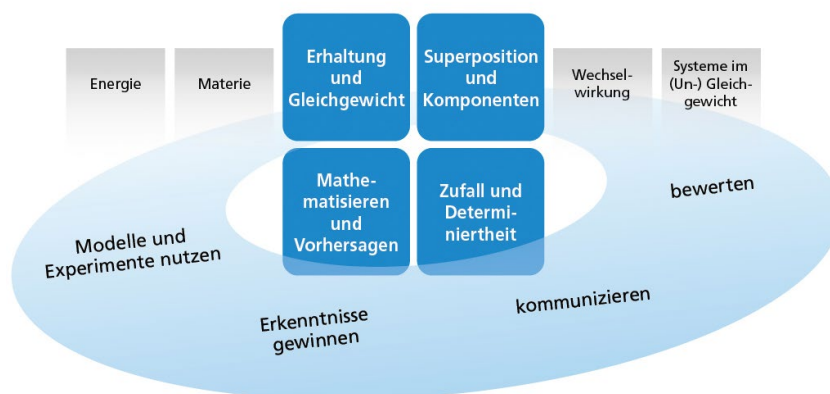 Energie
Materie
Erhaltung
und
Gleichgewicht
Superposition
und
Komponenten
Wechsel-
wirkung
Systeme im
(Un-) Gleich-
gewicht
Mathe-
matisieren
und
Vorhersagen
Zufall und
Determi-
niertheit
bewerten
Modelle und
Experimente nutzen
kommunizieren
Erkenntnisse
gewinnen